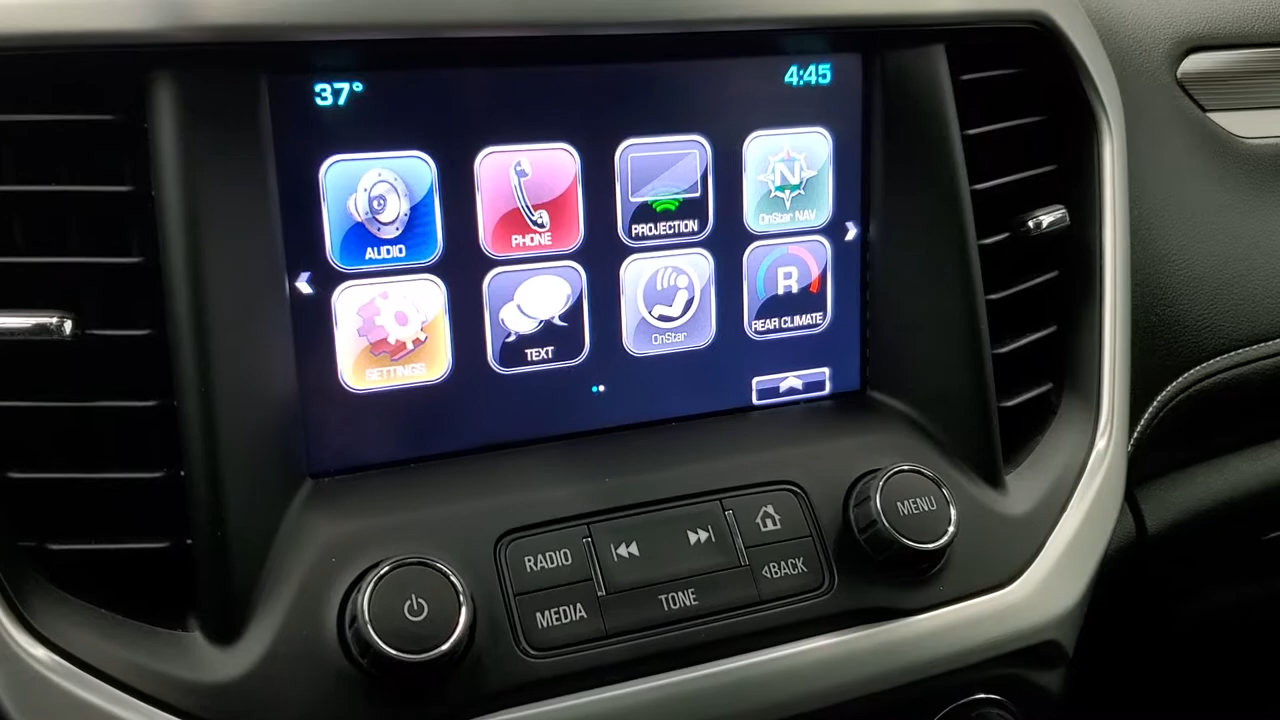 37°
4:45
AUDIO
PHONE
PROJECTION
N
OnStar NAV
SETTINGS
TEXT
OnStar
R
REAR CLIMATE
RADIO
MEDIA
TONE
BACK
MENU